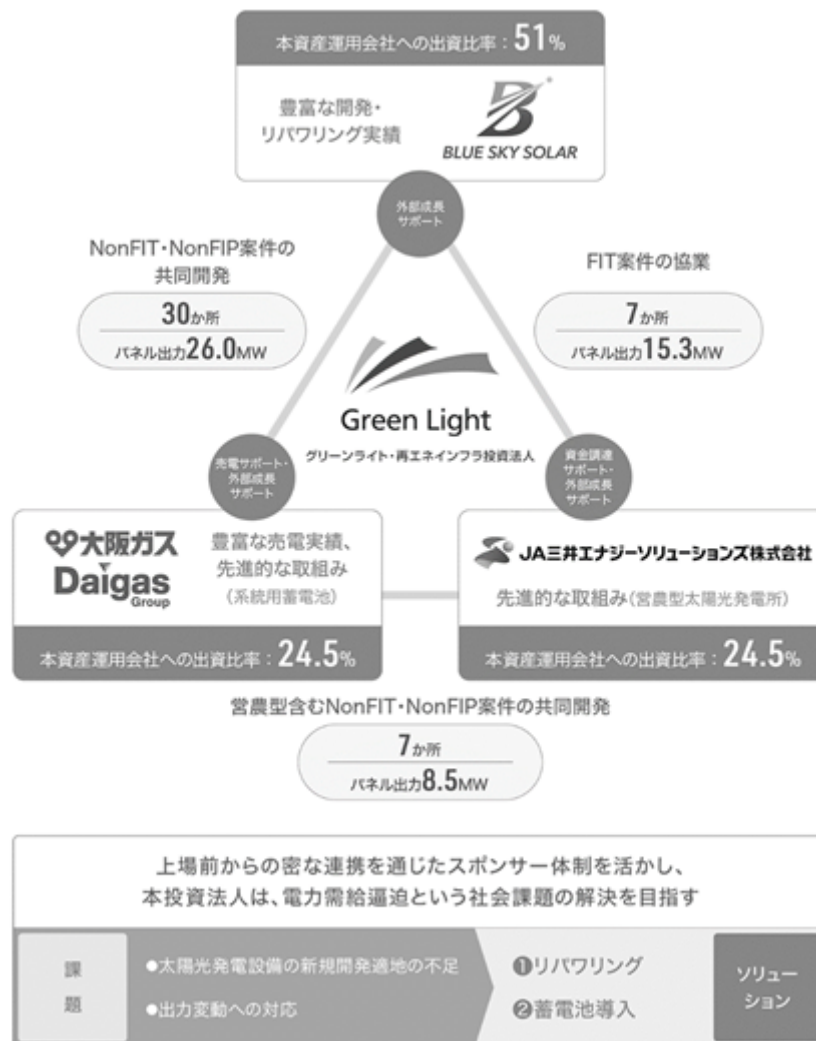 本資産運用会社への出資比率：51%
豊富な開発・
リパワリング実績
B
BLUE SKY SOLAR
外部成長
サポート
NonFIT・NonFIP案件の
共同開発
30か所
パネル出力26.0MW
FIT案件の協業
7か所
パネル出力15.3MW
Green Light
グリーンライト・再エネインフラ投資法人
売電サポート・
外部成長
サポート
資金調達
サポート・
外部成長
サポート
大阪ガス
Daigas
Group
豊富な売電実績、
先進的な取組み
（系統用蓄電池）
本資産運用会社への出資比率：24.5%
JA三井エナジーソリューションズ株式会社
先進的な取組み（営農型太陽光発電所）
本資産運用会社への出資比率：24.5%
営農型含むNonFIT・NonFIP案件の共同開発
7か所
パネル出力8.5MW
上場前からの密な連携を通じたスポンサー体制を活かし、
本投資法人は、電力需給逼迫という社会課題の解決を目指す
課
題
●太陽光発電設備の新規開発適地の不足
●出力変動への対応
❶リパワリング
❷蓄電池導入
ソリュー
ション